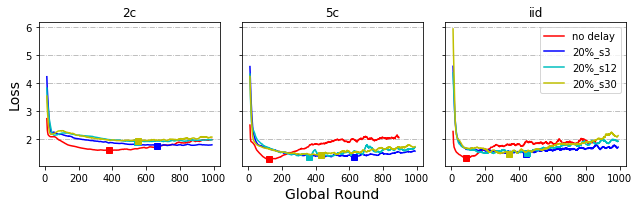 2c 5c iid
Loss
6
5
4
3
2
no delay
20%_s3
20%_s12
20%_s30
0 200 400 600 800 1000 0 200 400 600 800 1000 0 200 400 600 800 1000
Global Round